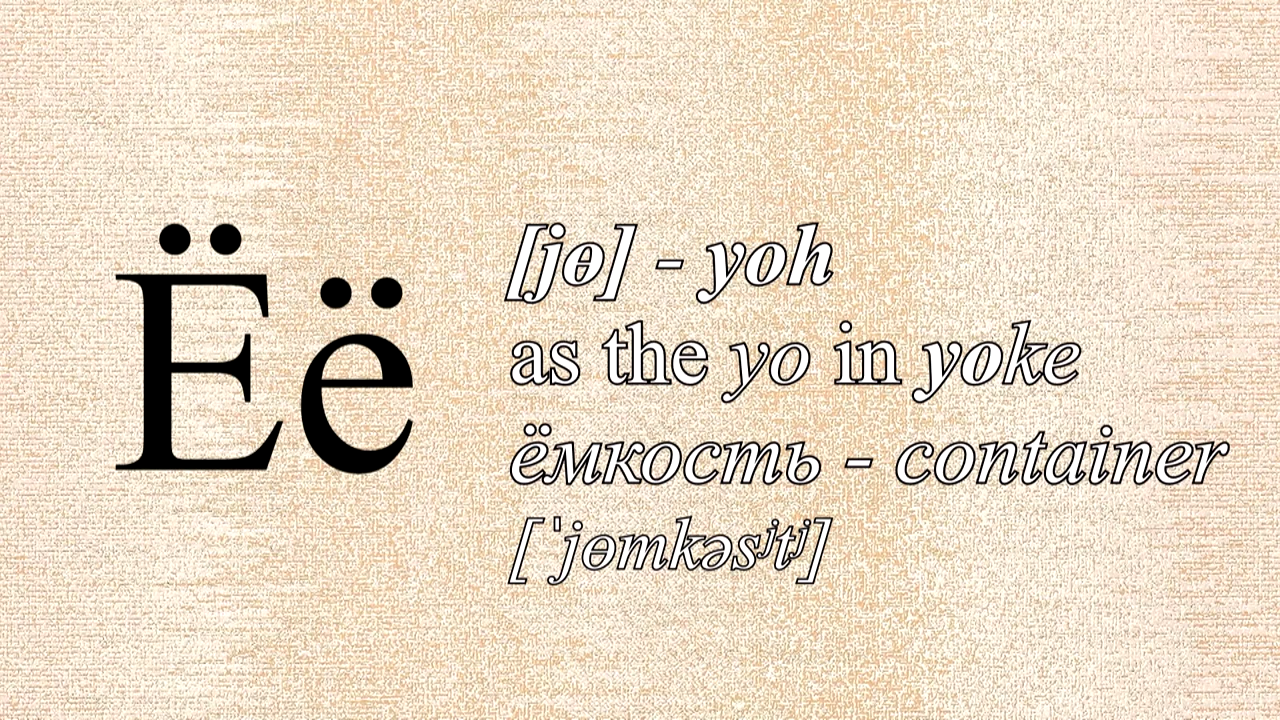 Ёё
[jɵ] - yoh
as the yo in yoke
ёмкость - container
[ˈjɵmkəsʲtʲ]